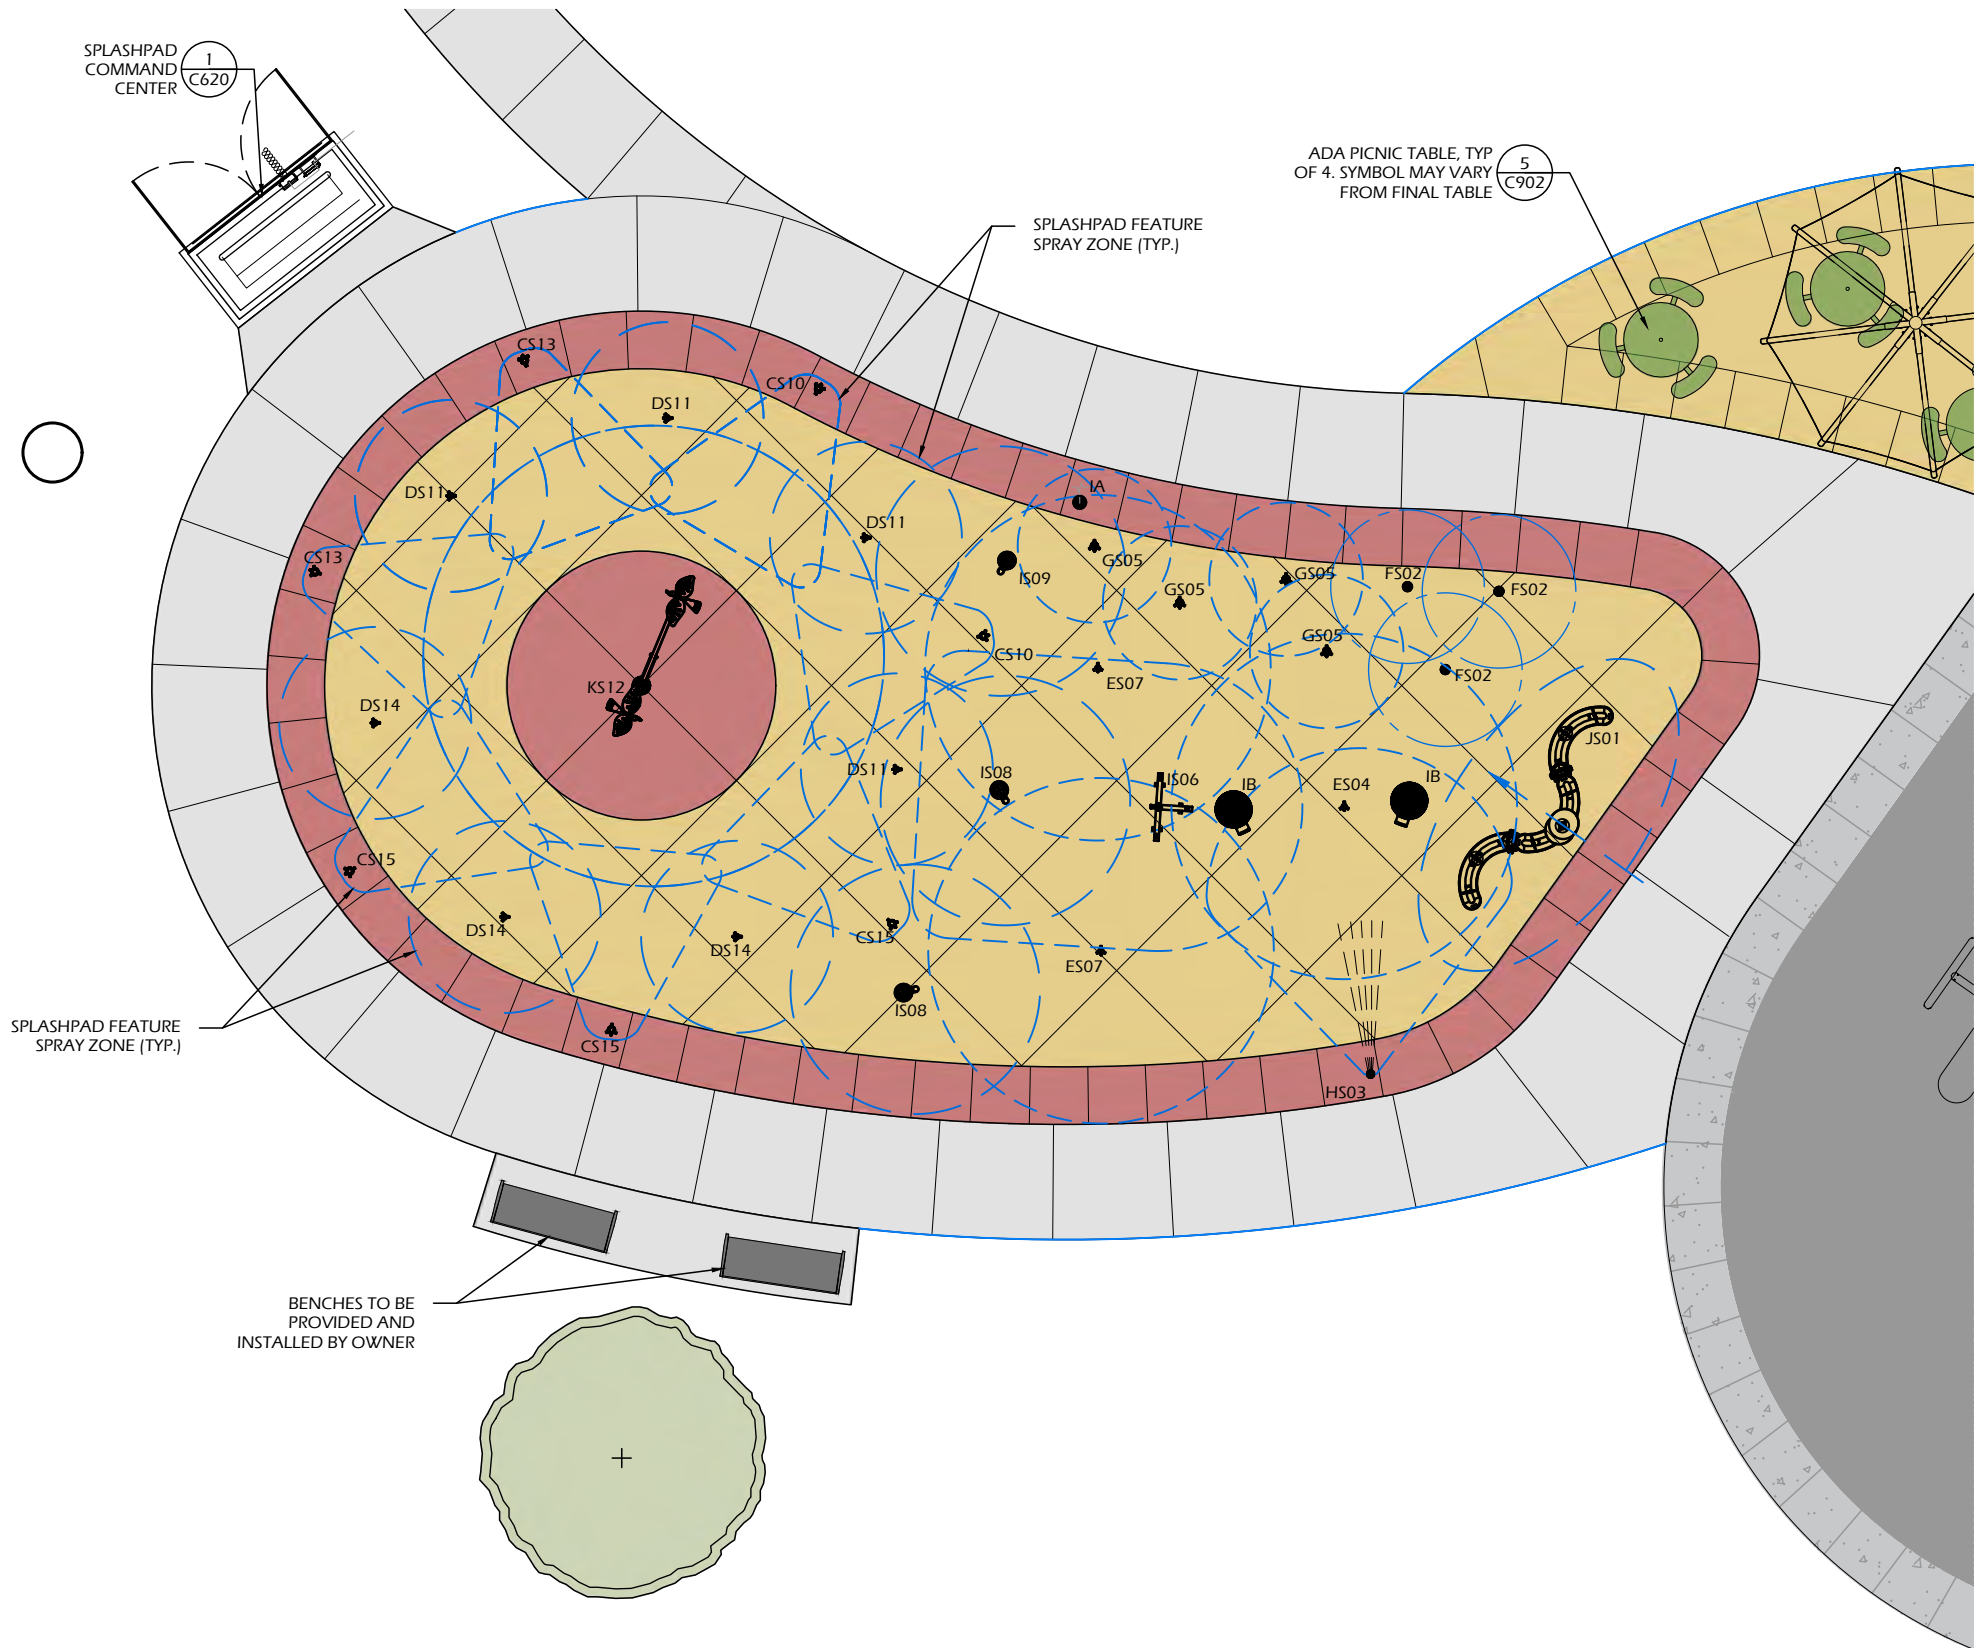 SPLASHPAD
COMMAND
CENTER
1
C620
ADA PICNIC TABLE, TYP
OF 4. SYMBOL MAY VARY
FROM FINAL TABLE
5
C902
SPLASHPAD FEATURE
SPRAY ZONE (TYP.)
CS13
CS10
DS11
DS11
IA
DS11
CS13
GS05
IS09
GS05
FS02
GS05
FS02
GS05
CS10
FS02
ES07
KS12
DS14
JS01
DS11
IS08
IS06
IB
ES04
IB
CS15
DS14
CS15
DS14
ES07
IS08
SPLASHPAD FEATURE
SPRAY ZONE (TYP.)
CS15
HS03
BENCHES TO BE
PROVIDED AND
INSTALLED BY OWNER